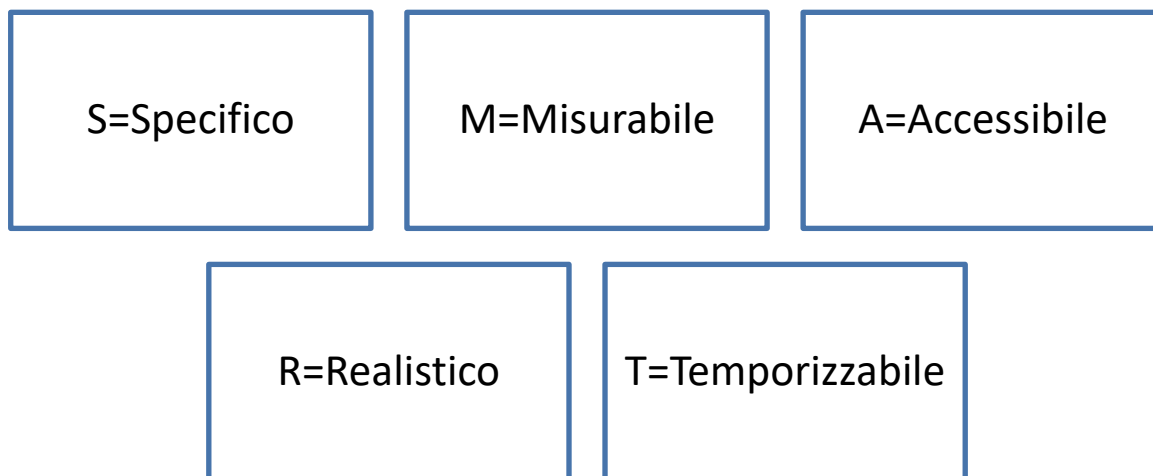 S=Specifico
M=Misurabile
A=Accessibile
R=Realistico
T=Temporizzabile